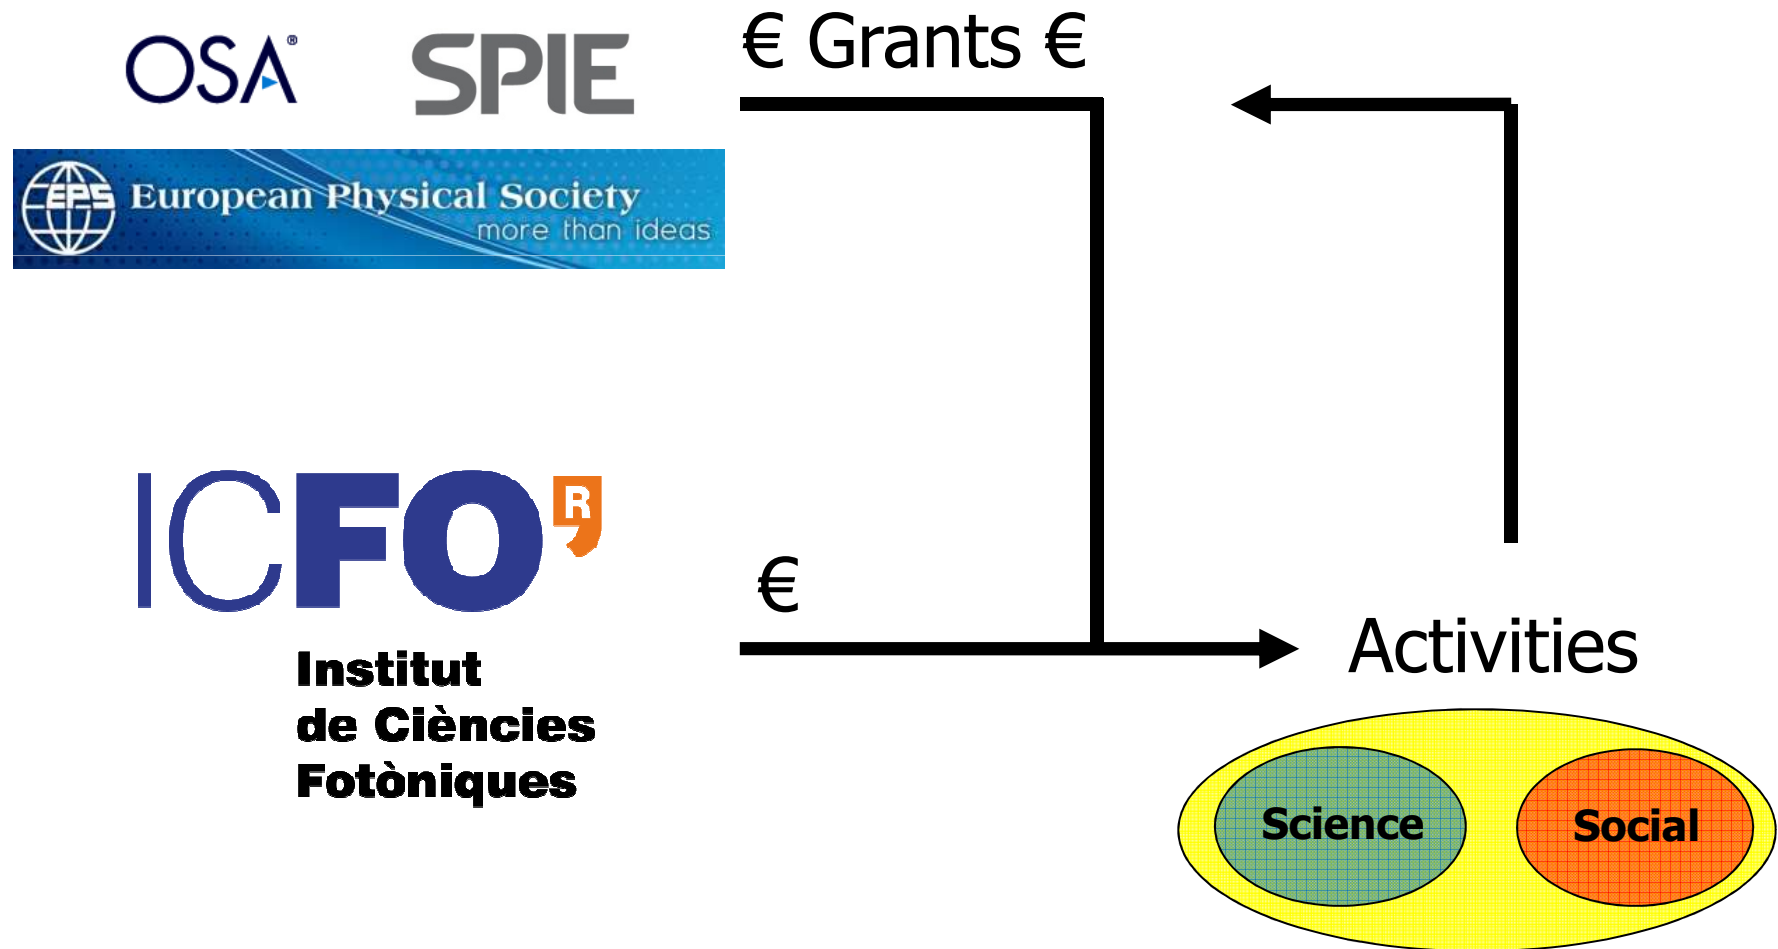 OSA®
SPIE
€ Grants €
EPS
European Physical Society
more than ideas
ICFO
R
Institut
de Ciències
Fotòniques
€
Activities
Science
Social